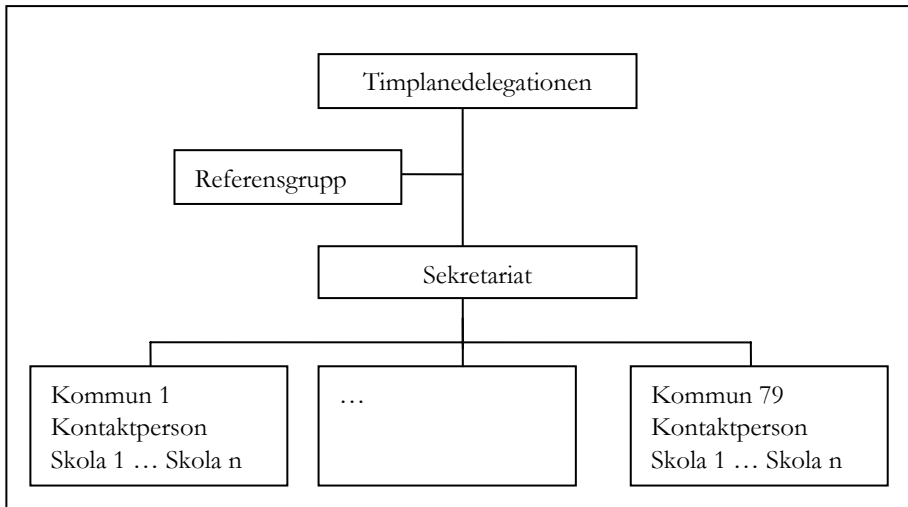 Timplanedelegationen
Referensgrupp
Sekretariat
Kommun 1
Kontaktperson
Skola 1 … Skola n
…
Kommun 79
Kontaktperson
Skola 1 … Skola n